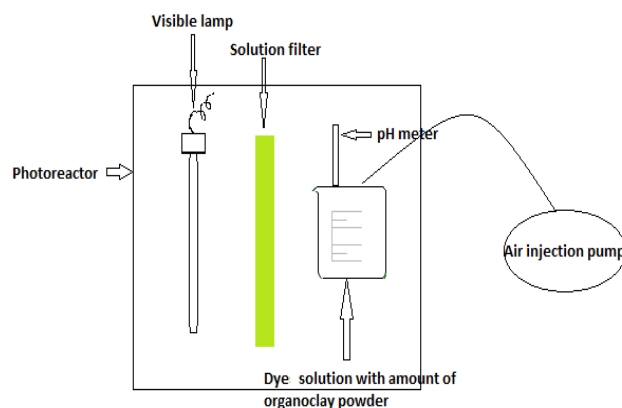 Visible lamp
Solution filter
pH meter
Photoreactor
Air injection pump
Dye solution with amount of
organoclay powder